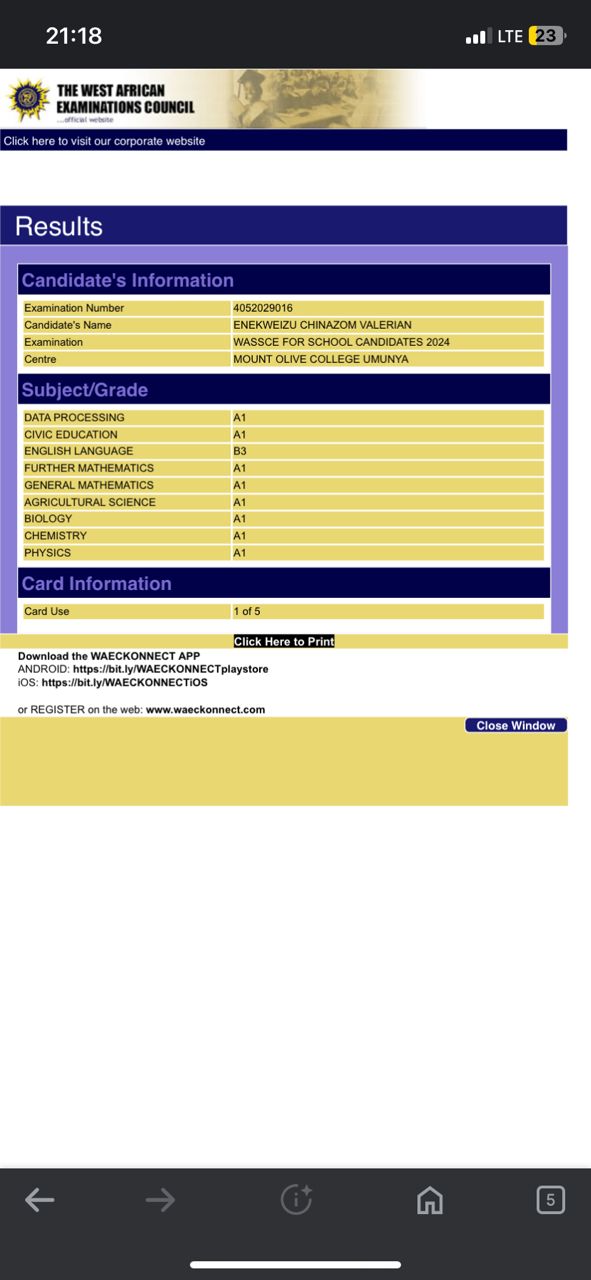 21:18 LTE 23
THE WEST AFRICAN
EXAMINATIONS COUNCIL
...official website
Click here to visit our corporate website
Results
Candidate's Information
Examination Number 4052029016
Candidate's Name ENEKWEIZU CHINAZOM VALERIAN
Examination WASSCE FOR SCHOOL CANDIDATES 2024
Centre MOUNT OLIVE COLLEGE UMUNYA
Subject/Grade
DATA PROCESSING A1
CIVIC EDUCATION A1
ENGLISH LANGUAGE B3
FURTHER MATHEMATICS A1
GENERAL MATHEMATICS A1
AGRICULTURAL SCIENCE A1
BIOLOGY A1
CHEMISTRY A1
PHYSICS A1
Card Information
Card Use 1 of 5
Click Here to Print
Download the WAECKONNECT APP
ANDROID: https://bit.ly/WAECKONNECTplaystore
iOS: https://bit.ly/WAECKONNECTiOS
or REGISTER on the web: www.waeckonnect.com
Close Window
5